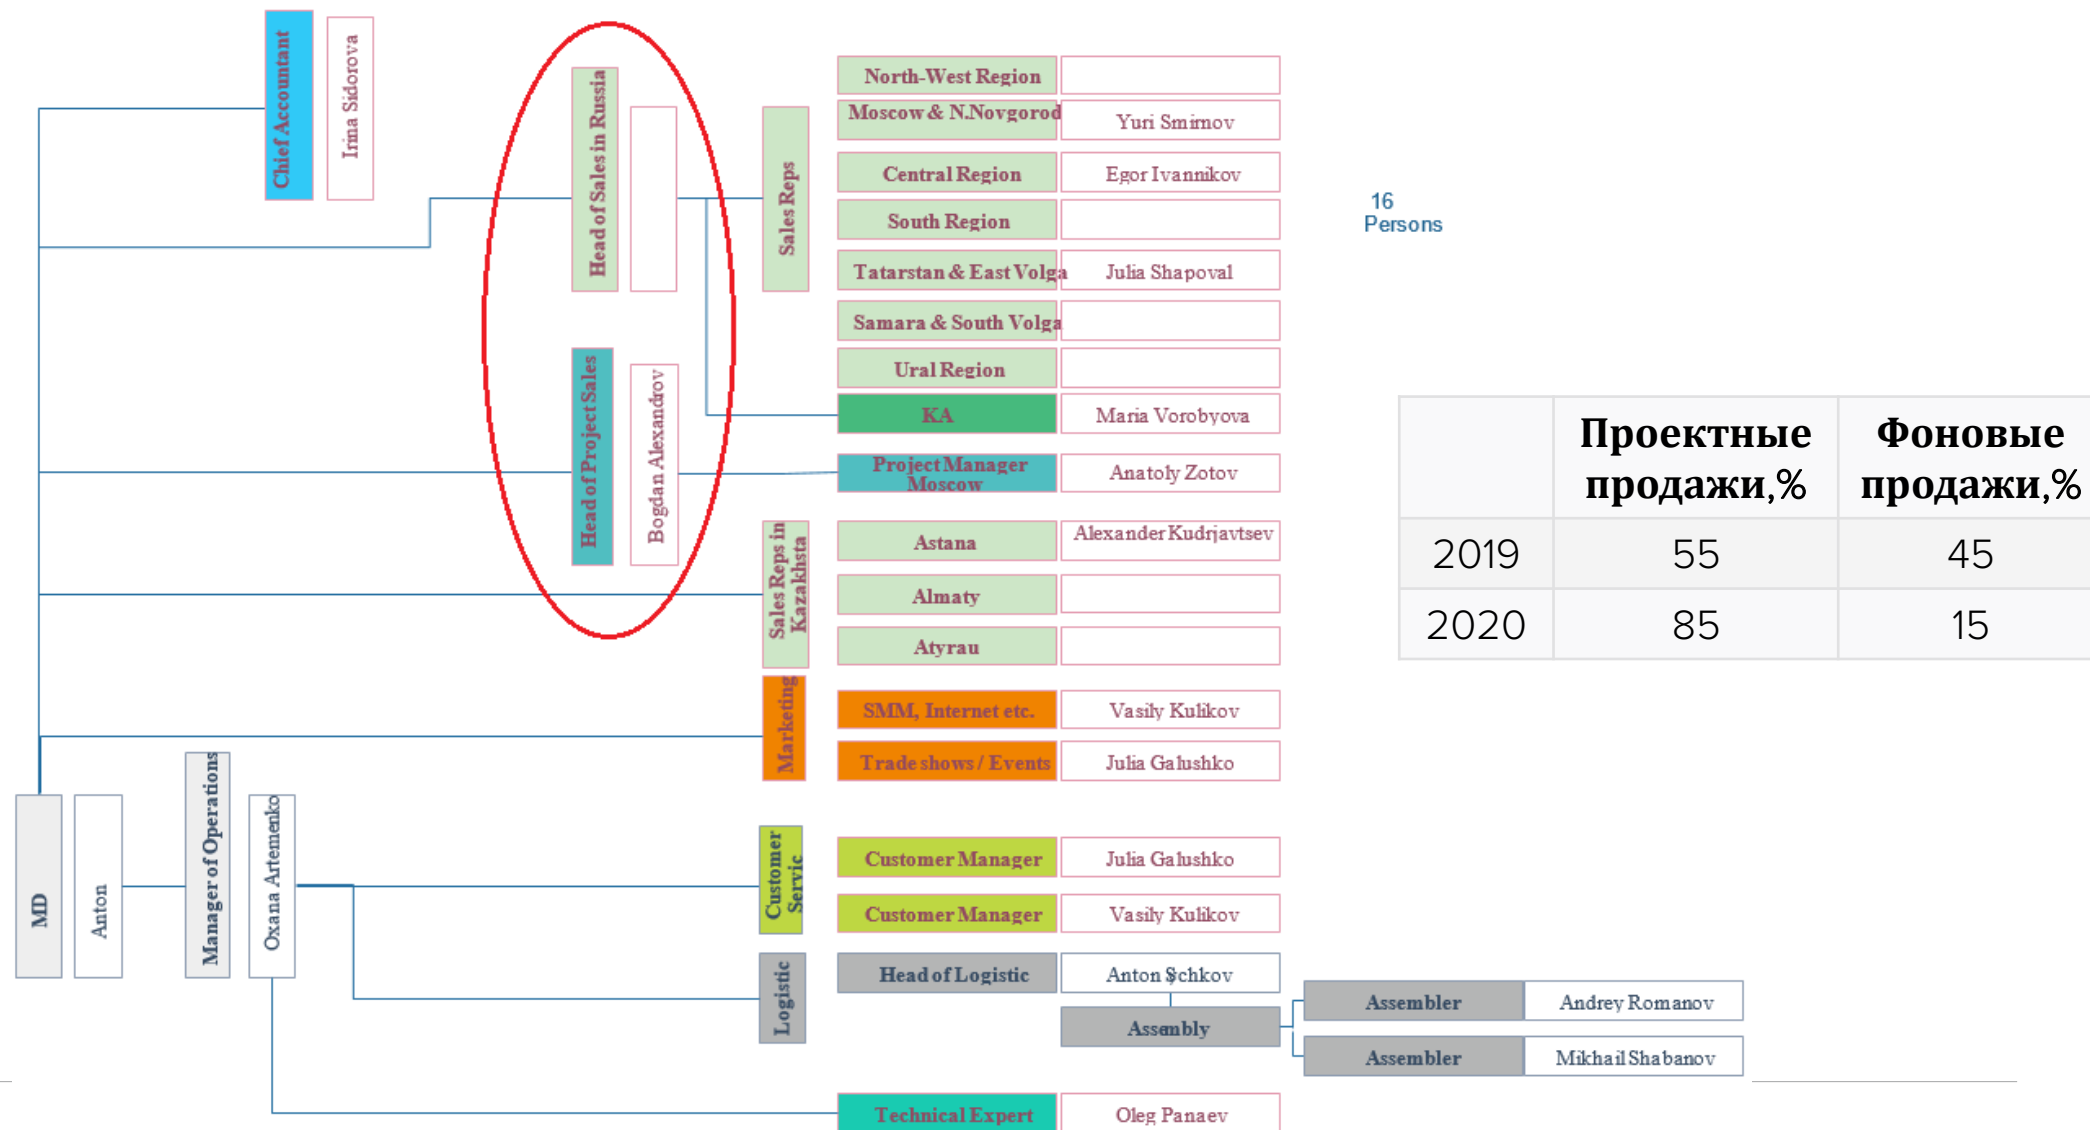 Chief Accountant
Irina Sidorova
Head of Sales in Russia
Sales Reps
North-West Region
Moscow & N.Novgorod
Yuri Smirnov
Central Region
Egor Ivannikov
South Region
Tatarstan & East Volga
Julia Shapoval
Samara & South Volga
Ural Region
KA
Maria Vorobyova
16
Persons
Head of Project Sales
Bogdan Alexandrov
Project Manager
Moscow
Anatoly Zotov
Sales Reps in
Kazakhsta
Astana
Alexander Kudrjavtsev
Almaty
Atyrau
Проектные
продажи,%
Фоновые
продажи,%
2019
55
45
2020
85
15
Marketing
SMM, Internet etc.
Vasily Kulikov
Trade shows / Events
Julia Galushko
MD
Anton
Manager of Operations
Oxana Artemenko
Customer
Servic
Customer Manager
Julia Galushko
Customer Manager
Vasily Kulikov
Logistic
Head of Logistic
Anton
Assembly
Assembler
Andrey Romanov
Assembler
Mikhail Shabanov
Technical Expert
Oleg Panaev